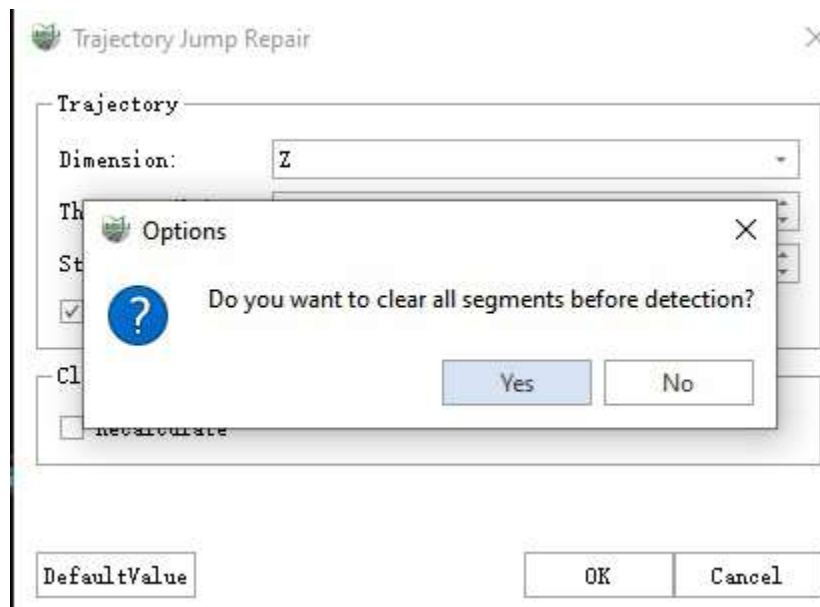 Trajectory Jump Repair
Trajectory
Dimension:
Z
Options
Do you want to clear all segments before detection?
Yes
No
Recalculate
DefaultValue
OK
Cancel